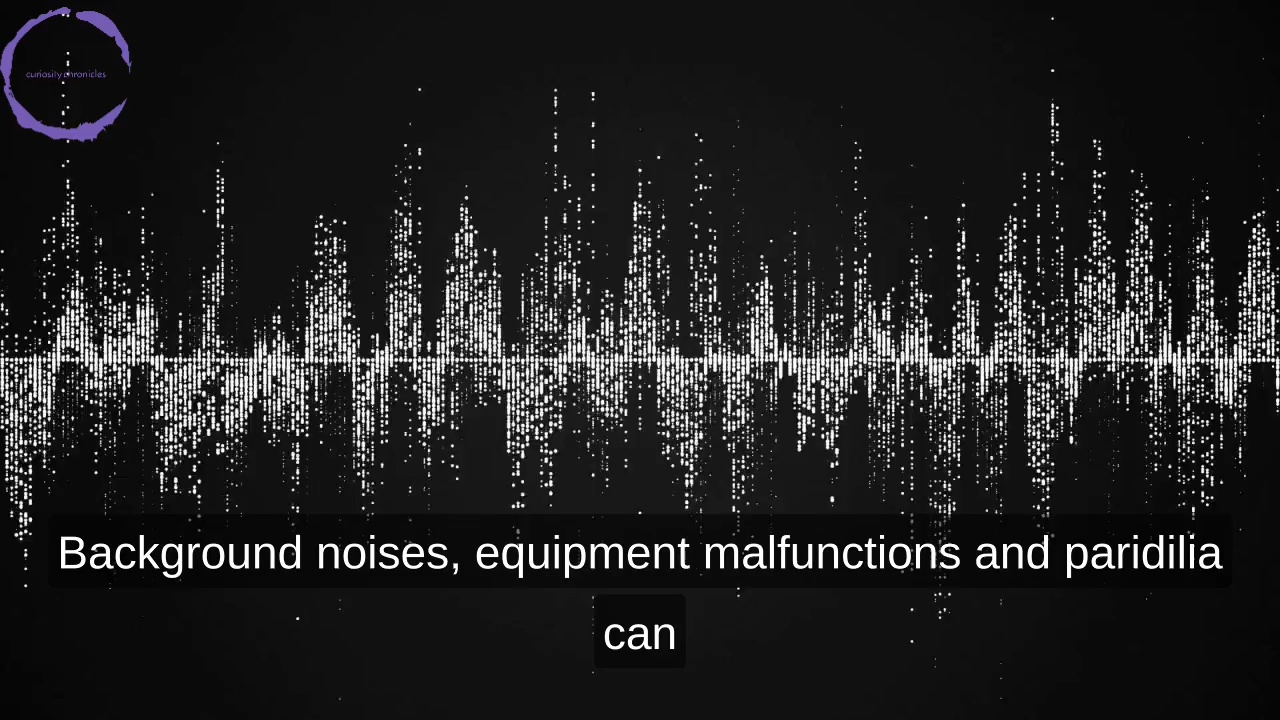 curiosity chronicles
Background noises, equipment malfunctions and paridilia
can